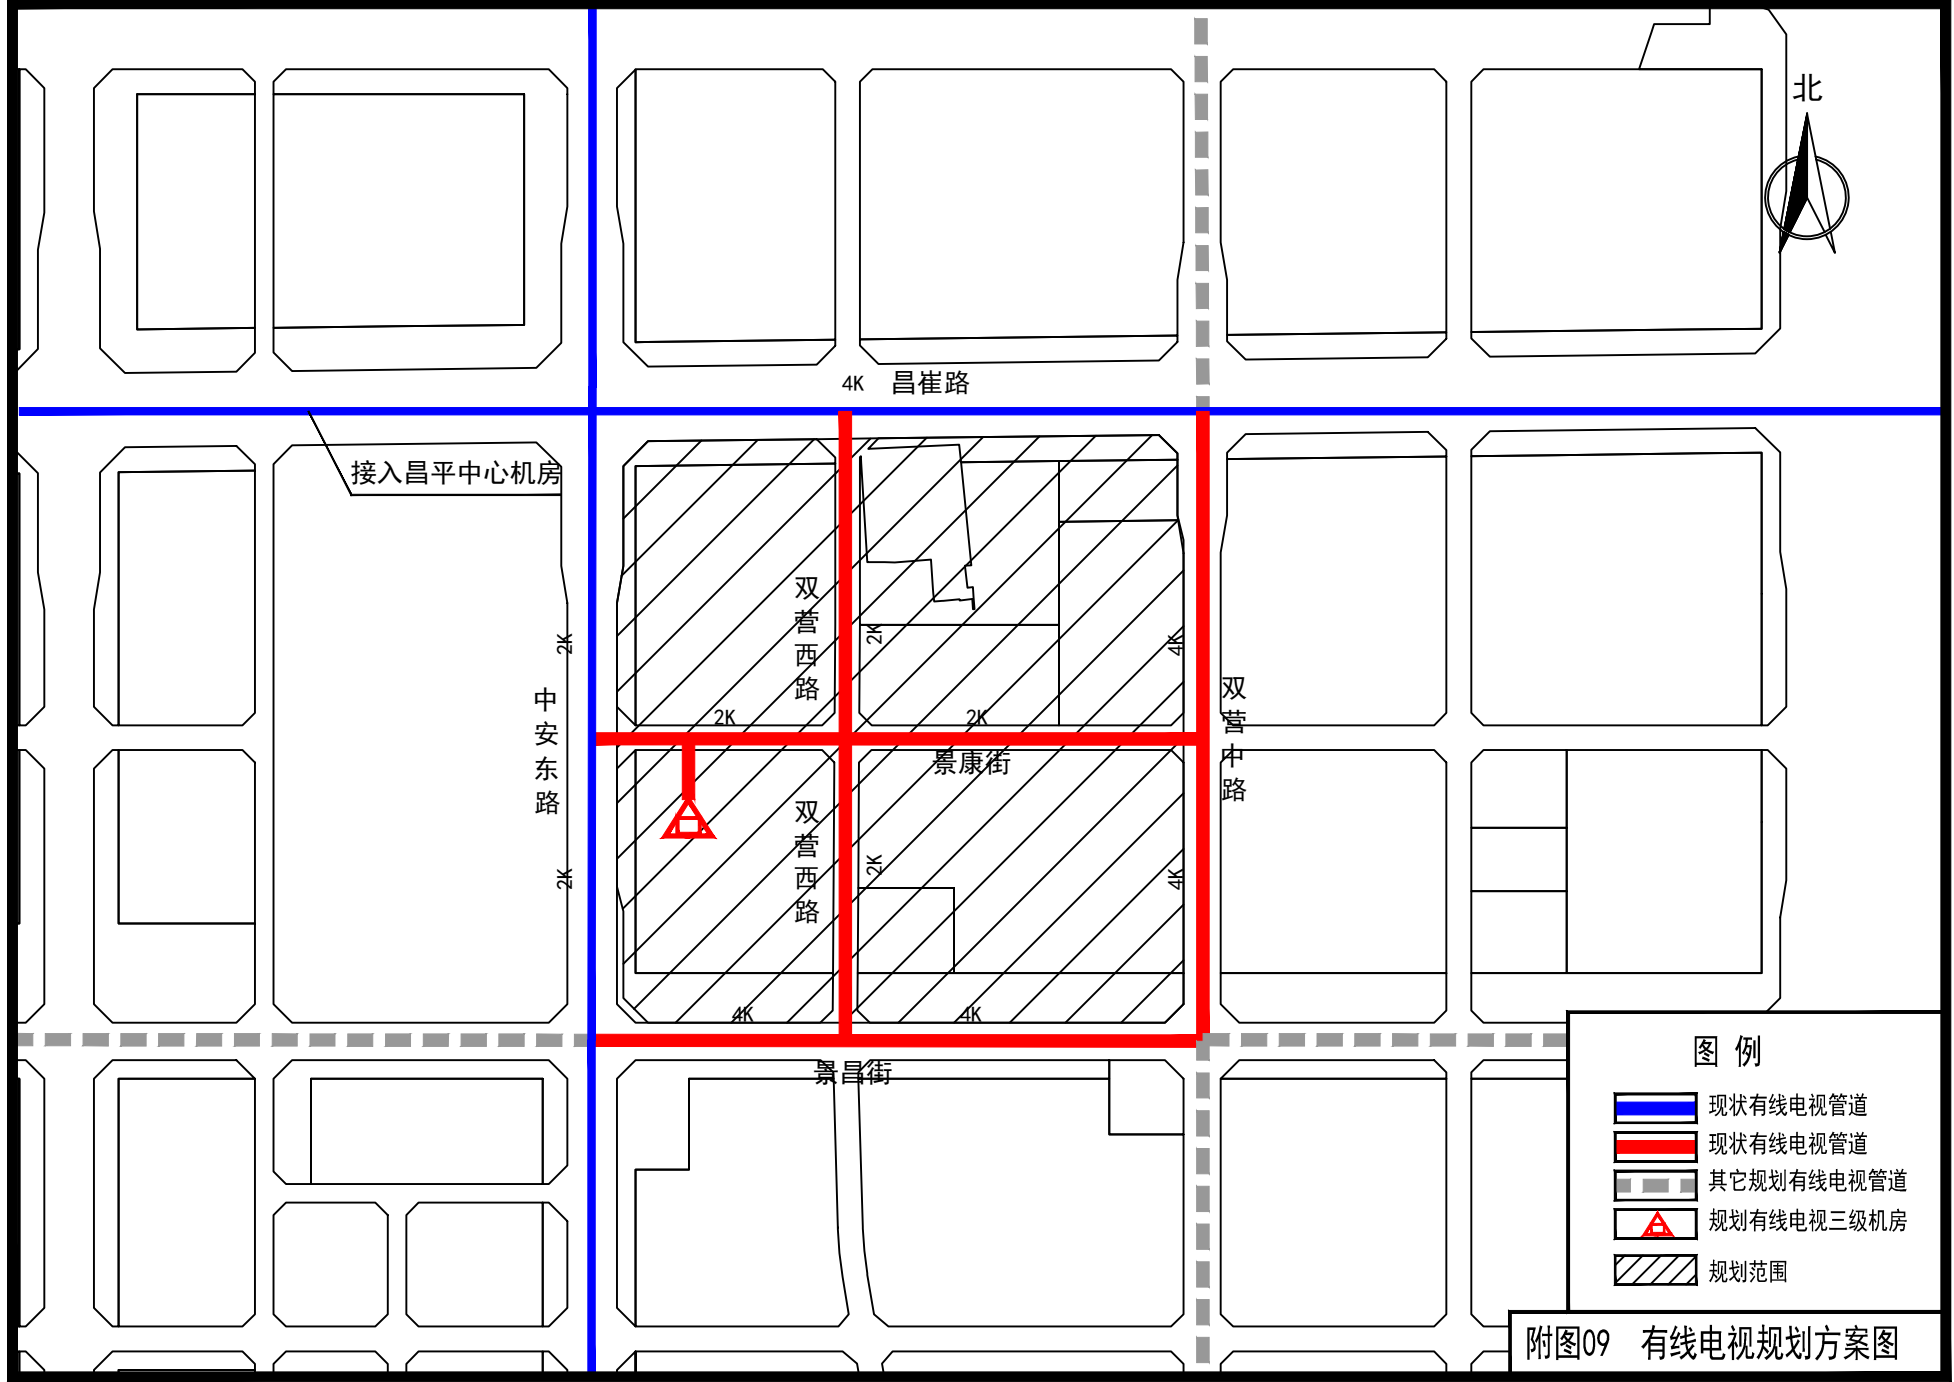 北
4K 昌崔路
接入昌平中心机房
双营西路
2K
2K
4K
中安东路
双营中路
2K
2K
景康街
双营西路
2K
2K
4K
4K
4K
景昌街
图 例
现状有线电视管道
现状有线电视管道
其它规划有线电视管道
规划有线电视三级机房
规划范围
附图09 有线电视规划方案图